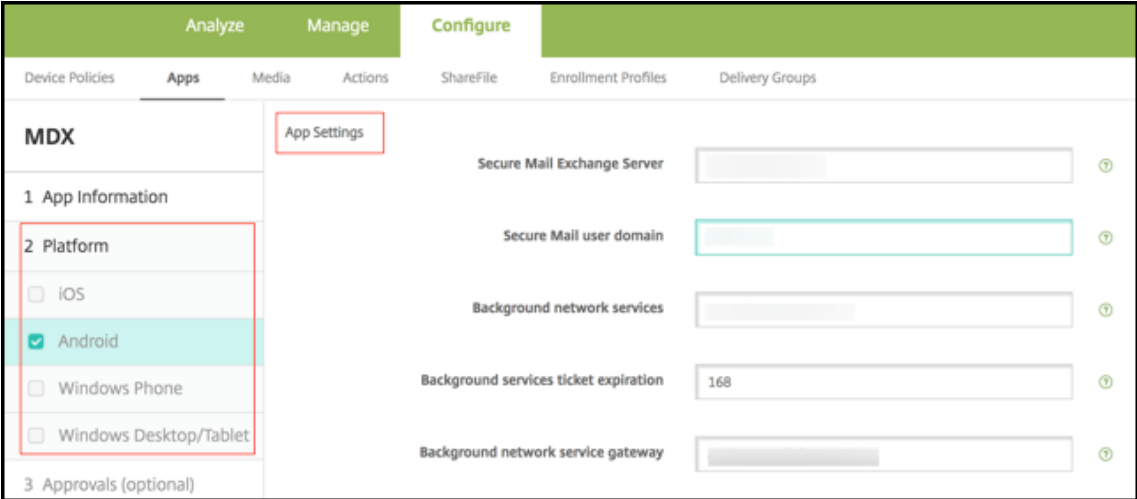 Analyze Manage Configure
Device Policies Apps Media Actions ShareFile Enrollment Profiles Delivery Groups
MDX
1 App Information
2 Platform
iOS
Android
Windows Phone
Windows Desktop/Tablet
3 Approvals (optional)
App Settings
Secure Mail Exchange Server
Secure Mail user domain
Background network services
Background services ticket expiration 168
Background network service gateway